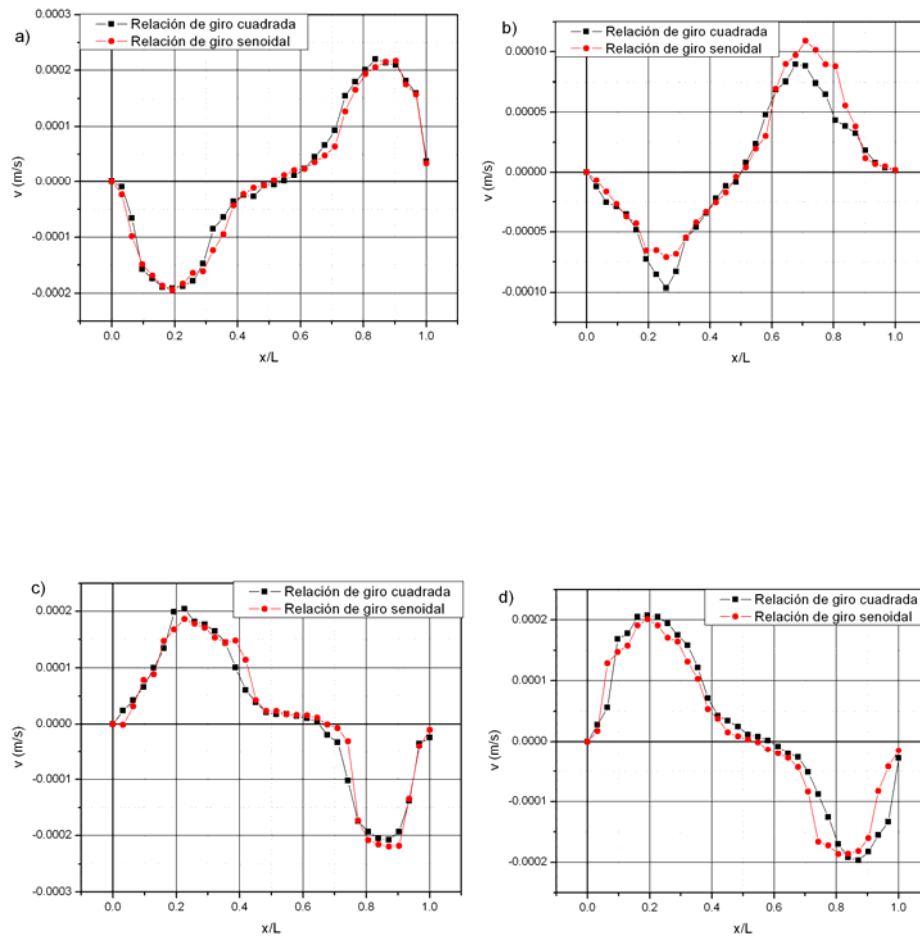 a)
Relación de giro cuadrada
Relación de giro senoidal
0.0003
0.0002
0.0001
0.0000
-0.0001
-0.0002
v (m/s)
0.0
0.2
0.4
0.6
0.8
1.0
x/L
b)
Relación de giro cuadrada
Relación de giro senoidal
0.00010
0.00005
0.00000
-0.00005
-0.00010
v (m/s)
0.0
0.2
0.4
0.6
0.8
1.0
x/L
c)
Relación de giro cuadrada
Relación de giro senoidal
0.0002
0.0001
0.0000
-0.0001
-0.0002
-0.0003
v (m/s)
0.0
0.2
0.4
0.6
0.8
1.0
x/L
d)
Relación de giro cuadrada
Relación de giro senoidal
0.0002
0.0001
0.0000
-0.0001
-0.0002
v (m/s)
0.0
0.2
0.4
0.6
0.8
1.0
x/L